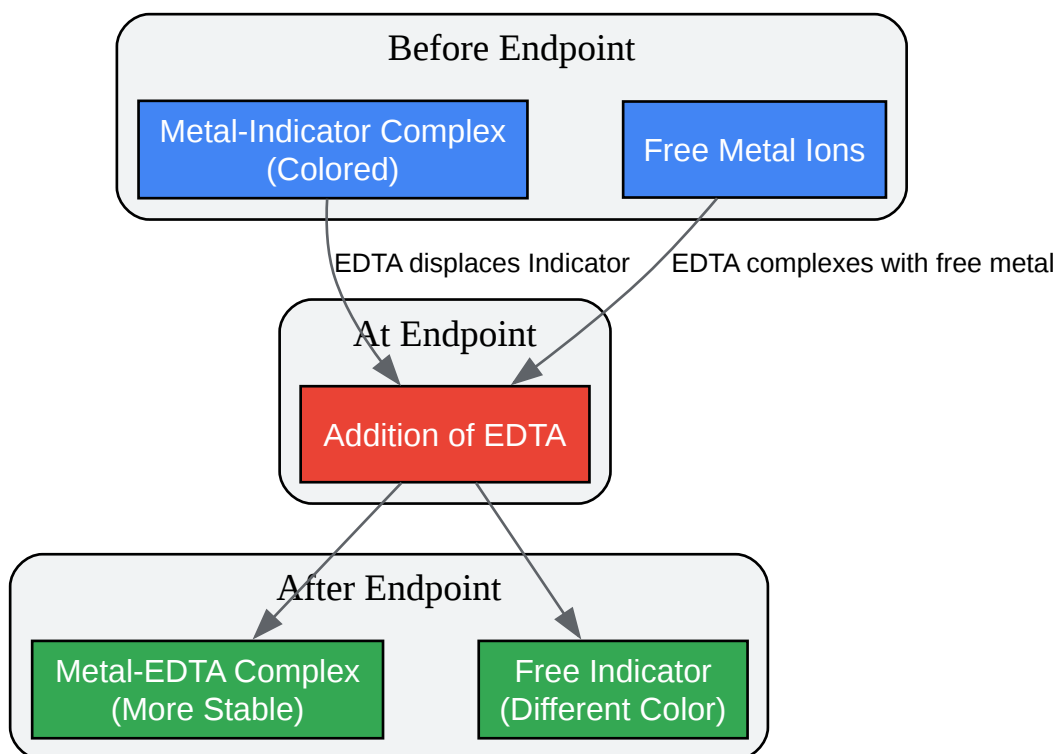 Before Endpoint
Metal-Indicator Complex
(Colored)
Free Metal Ions
EDTA displaces Indicator
EDTA complexes with free metal
At Endpoint
Addition of EDTA
After Endpoint
Metal-EDTA Complex
(More Stable)
Free Indicator
(Different Color)